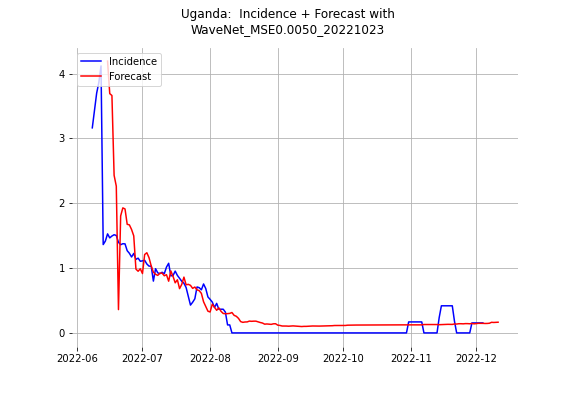 Uganda:  Incidence + Forecast with
WaveNet_MSE0.0050_20221023
Incidence
Forecast
4
3
2
1
0
2022-06 2022-07 2022-08 2022-09 2022-10 2022-11 2022-12